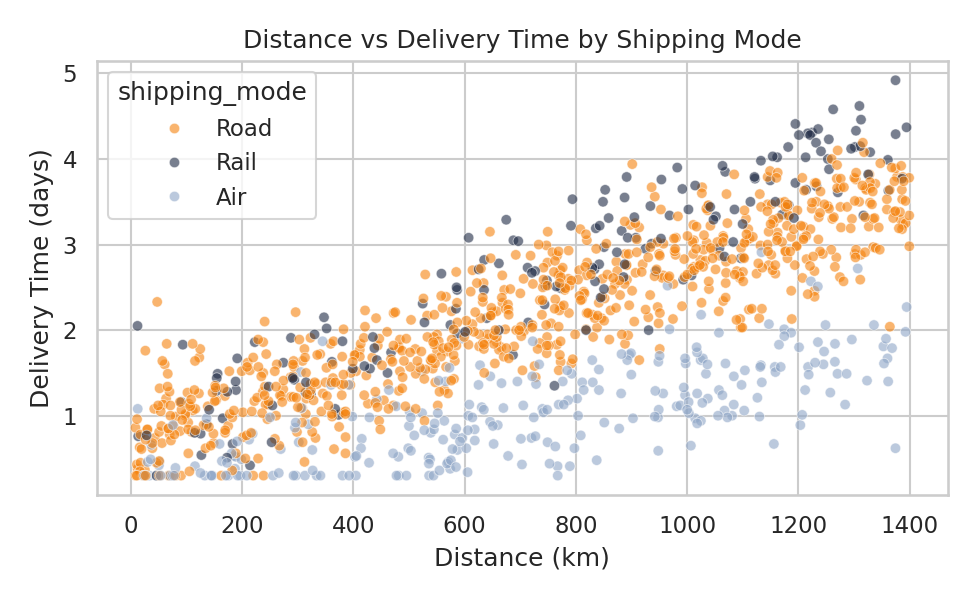 Distance vs Delivery Time by Shipping Mode
shipping_mode
Road
Rail
Air
5
4
3
2
1
Delivery Time (days)
0 200 400 600 800 1000 1200 1400
Distance (km)